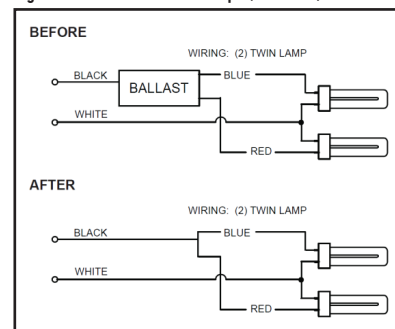 BEFORE
WIRING: (2) TWIN LAMP
BLACK
BLUE
BALLAST
WHITE
RED
AFTER
WIRING: (2) TWIN LAMP
BLACK
BLUE
WHITE
RED